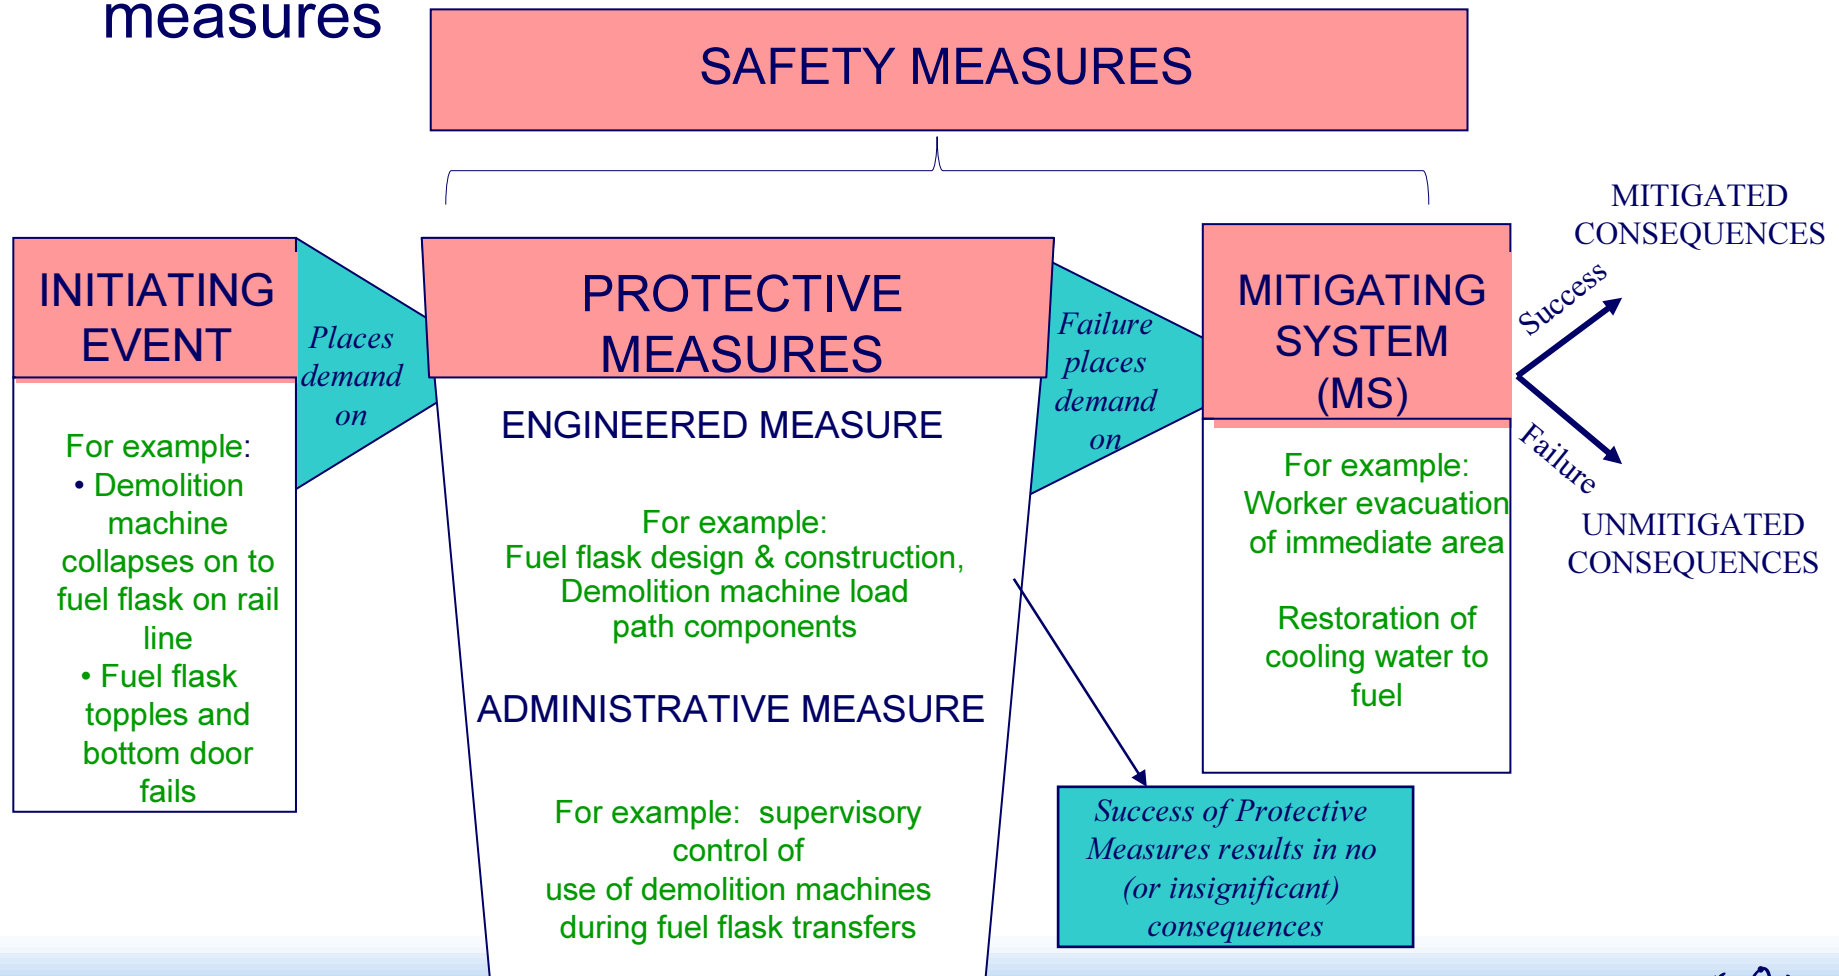 measures
SAFETY MEASURES
INITIATING
EVENT
For example:
• Demolition
machine
collapses on to
fuel flask on rail
line
• Fuel flask
topples and
bottom door
fails
Places
demand
on
PROTECTIVE
MEASURES
ENGINEERED MEASURE
For example:
Fuel flask design & construction,
Demolition machine load
path components
ADMINISTRATIVE MEASURE
For example: supervisory
control of
use of demolition machines
during fuel flask transfers
Failure
places
demand
on
MITIGATING
SYSTEM
(MS)
For example:
Worker evacuation
of immediate area
Restoration of
cooling water to
fuel
Success of Protective
Measures results in no
(or insignificant)
consequences
Success
MITIGATED
CONSEQUENCES
Failure
UNMITIGATED
CONSEQUENCES